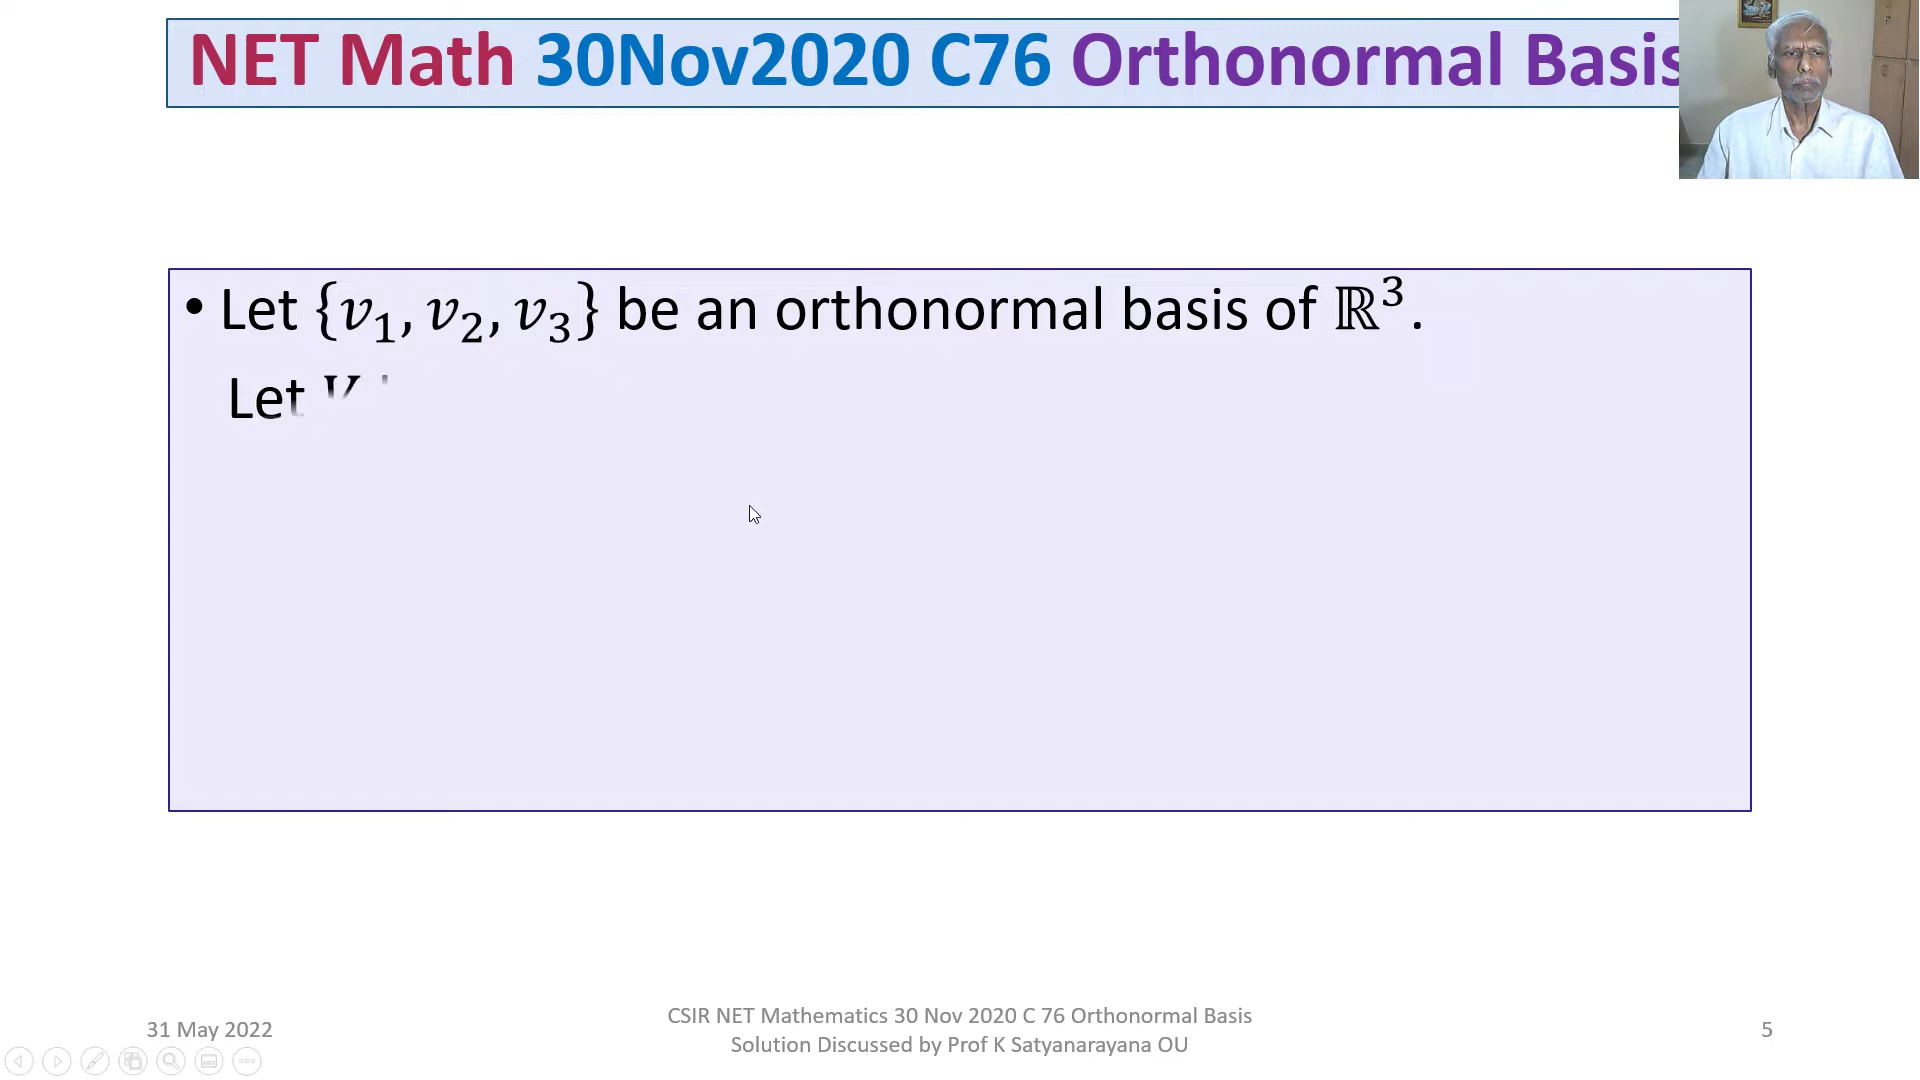 NET Math 30Nov2020 C76 Orthonormal Basis
• Let {𝑣₁, 𝑣₂, 𝑣₃} be an orthonormal basis of ℝ³.
Let
31 May 2022
CSIR NET Mathematics 30 Nov 2020 C 76 Orthonormal Basis
Solution Discussed by Prof K Satyanarayana OU
5